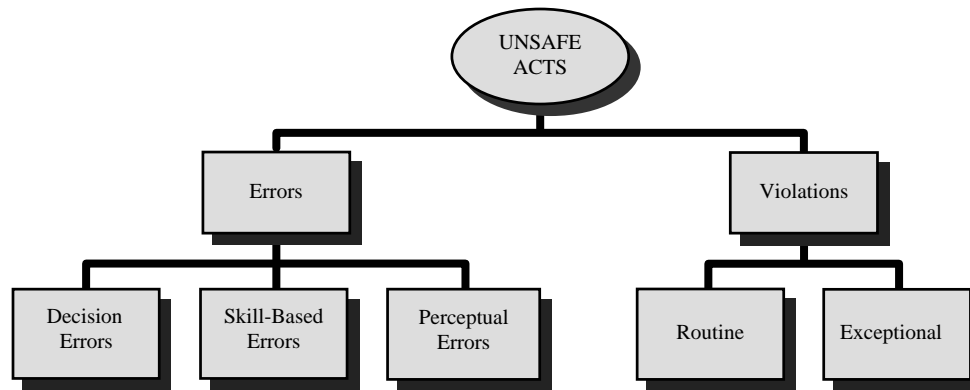 UNSAFE
ACTS
Errors
Violations
Decision
Errors
Skill-Based
Errors
Perceptual
Errors
Routine
Exceptional